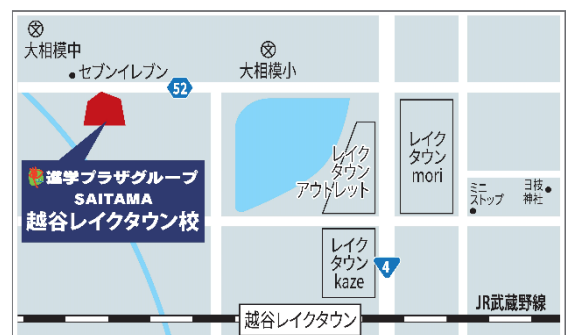 大相模中
セブンイレブン
大相模小
52
進学プラザグループ
SAITAMA
越谷レイクタウン校
レイク
タウン
アウトレット
レイク
タウン
mori
ミニ
ストップ
日枝
神社
レイク
タウン
kaze
4
JR武蔵野線
越谷レイクタウン